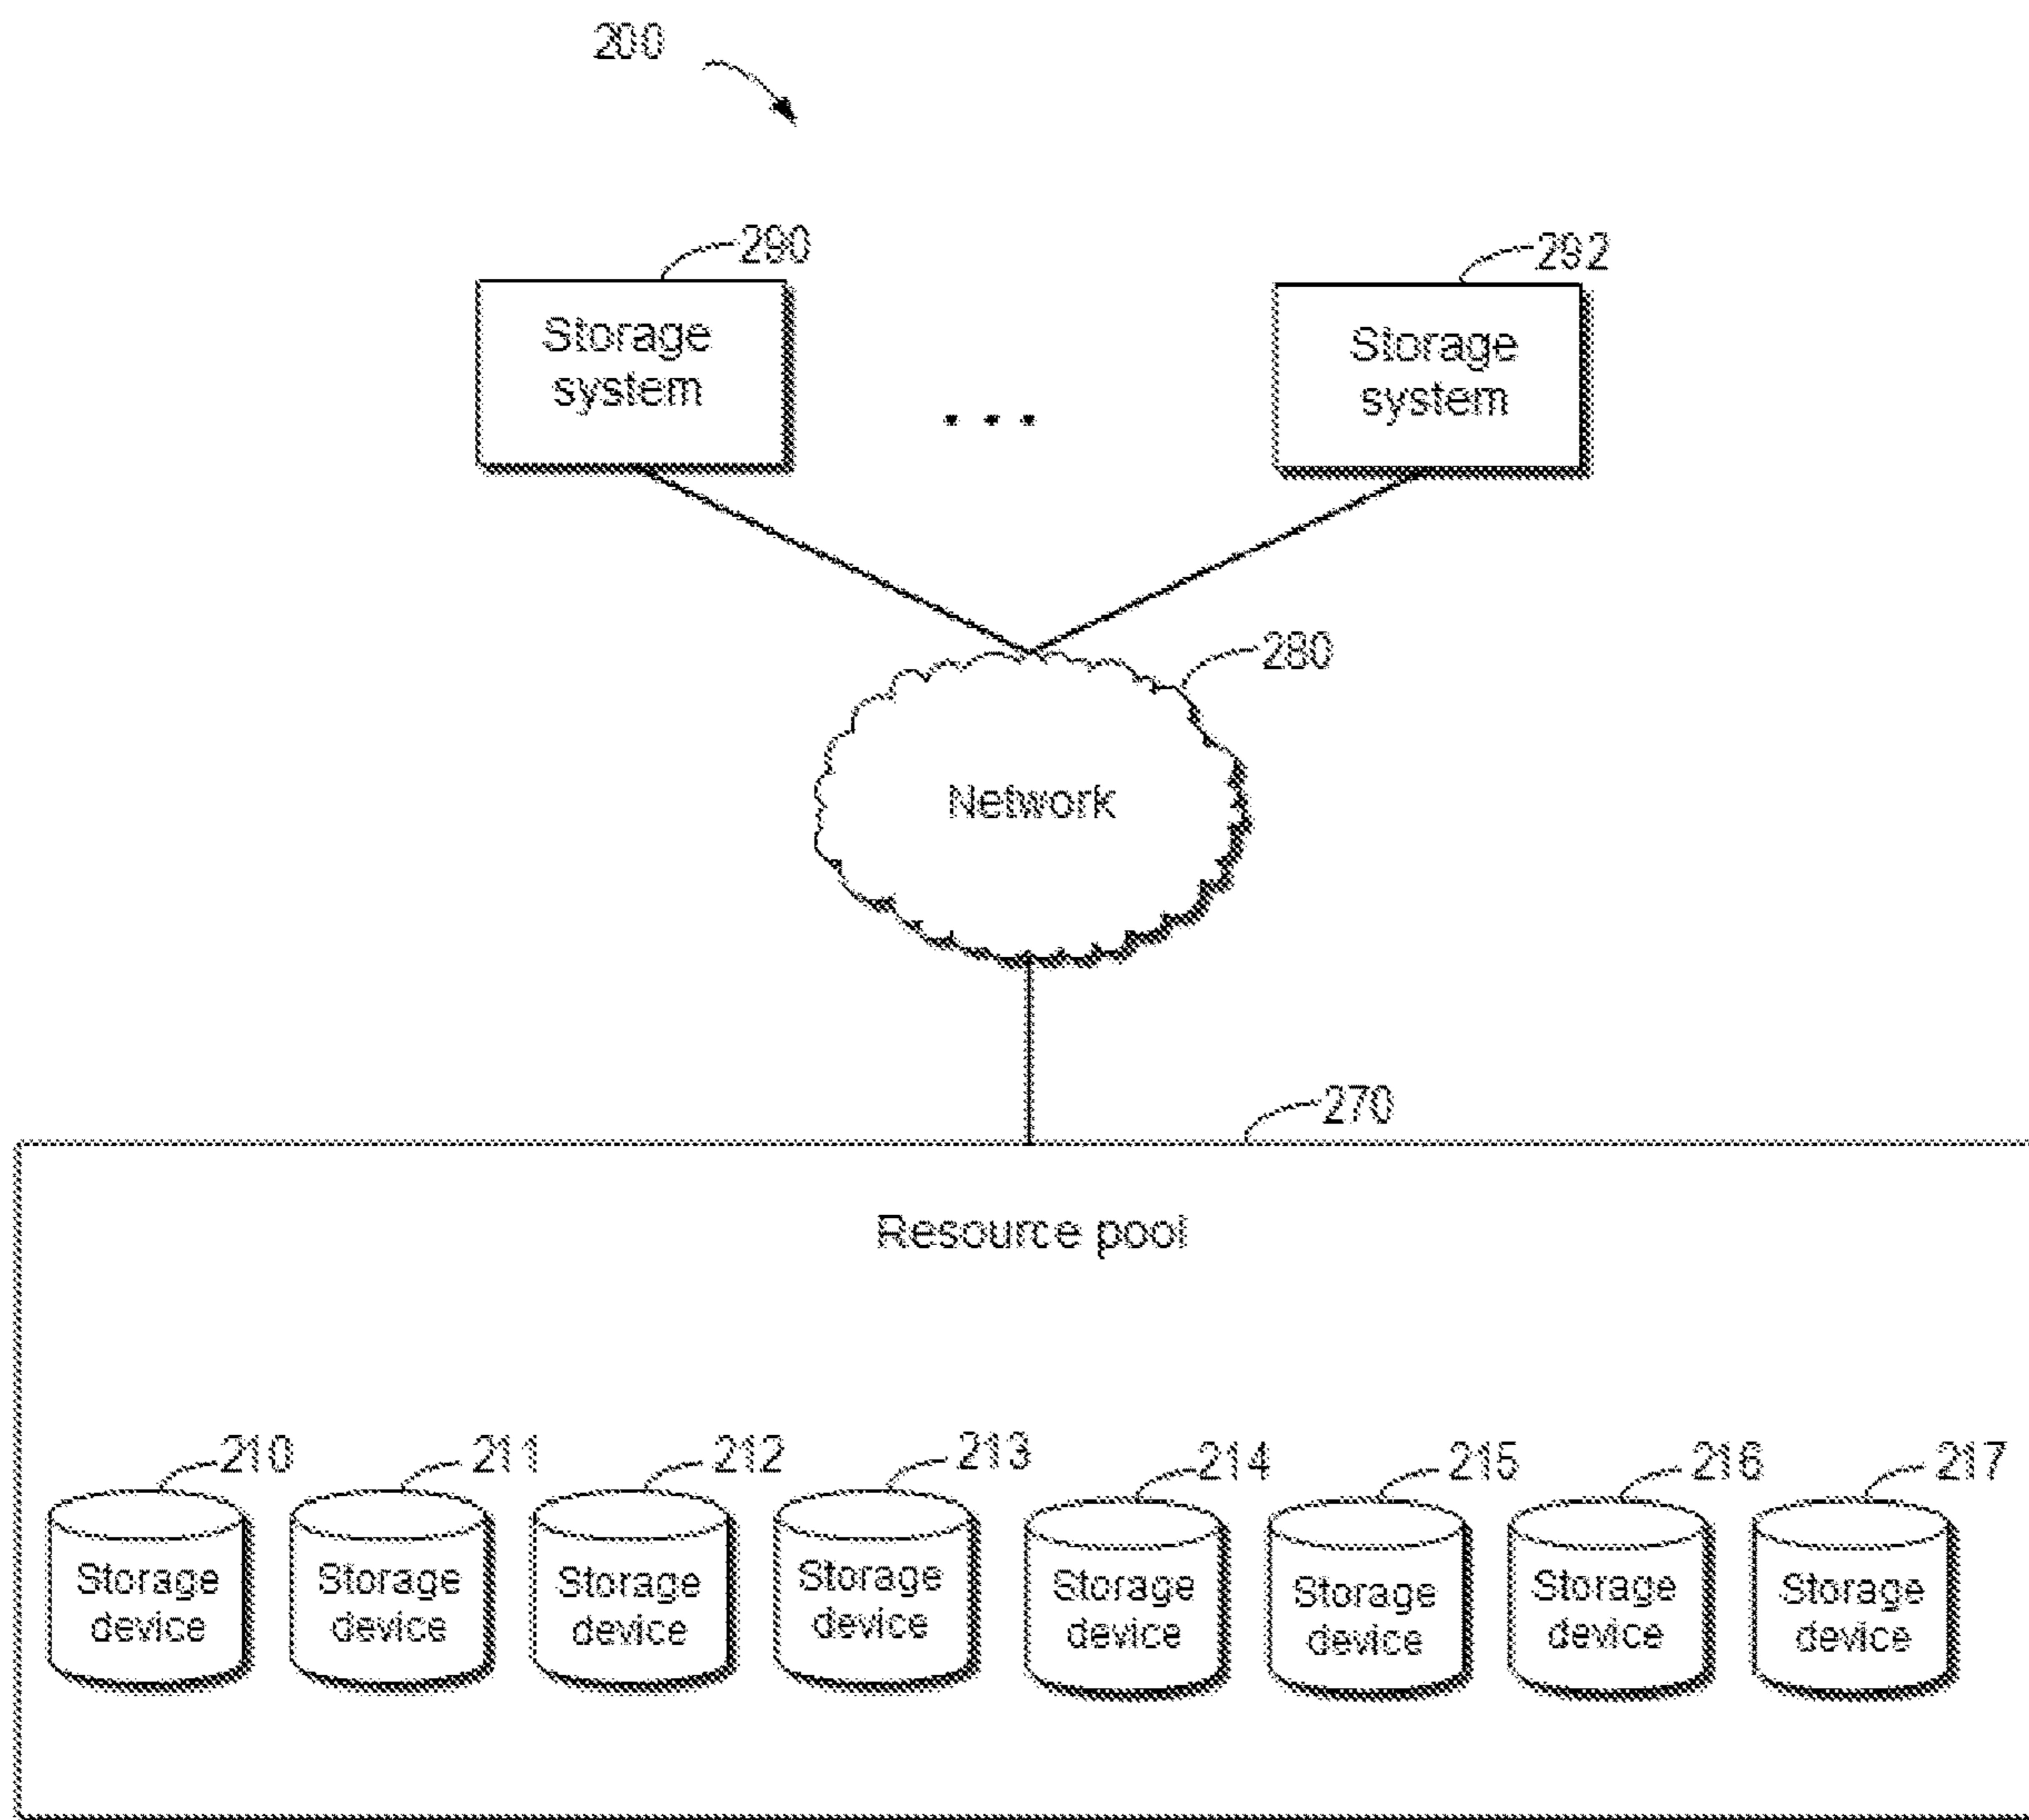 200
290
292
Storage
system
...
Storage
system
280
Network
270
Resource pool
210
211
212
213
214
215
216
217
Storage
device
Storage
device
Storage
device
Storage
device
Storage
device
Storage
device
Storage
device
Storage
device